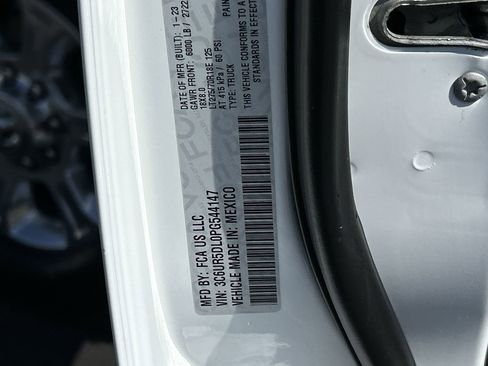 MFD BY: FCA US LLC
VIN: 3C6UR5DL0PG544147
VEHICLE MADE IN: MEXICO
DATE OF MFR (BUILT): 1-23
GAWR FRONT: 6000 LB / 2722
18X8.0
LT275/70R18E 125
AT 415 kPa / 60 PSI
TYPE: TRUCK
THIS VEHICLE CONFORMS TO A
STANDARDS IN EFFECT
PAIN